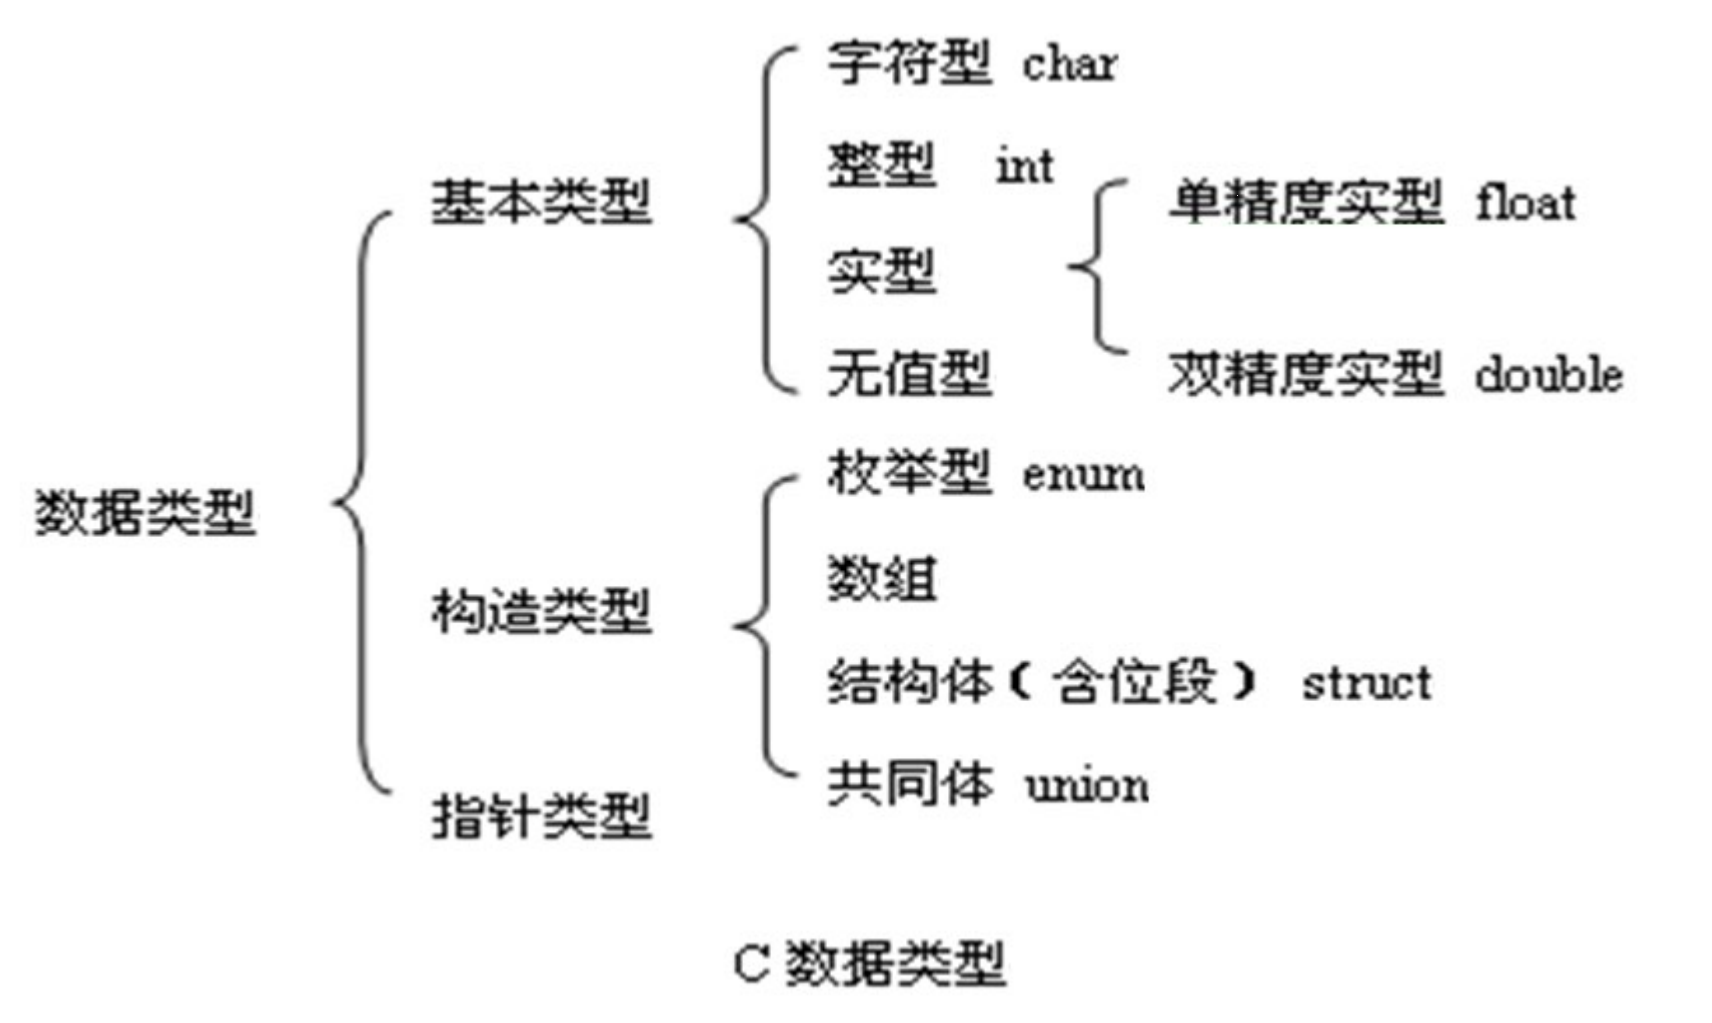 字符型 char
整型 int
基本类型
单精度实型 float
实型
无值型
双精度实型 double
枚举型 enum
数据类型
数组
构造类型
结构体(含位段) struct
共同体 union
指针类型
C 数据类型